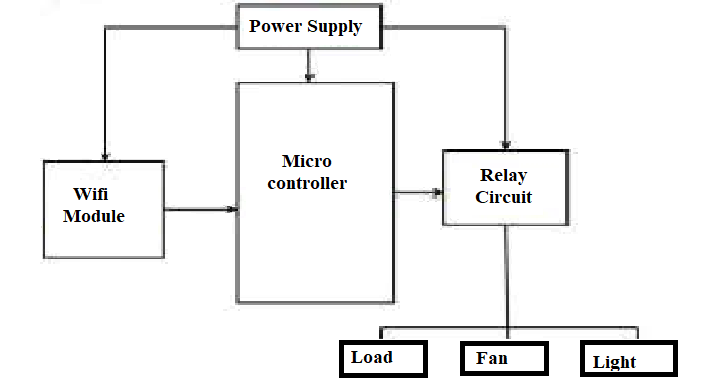 Power Supply
Micro
controller
Wifi
Module
Relay
Circuit
Load
Fan
Light